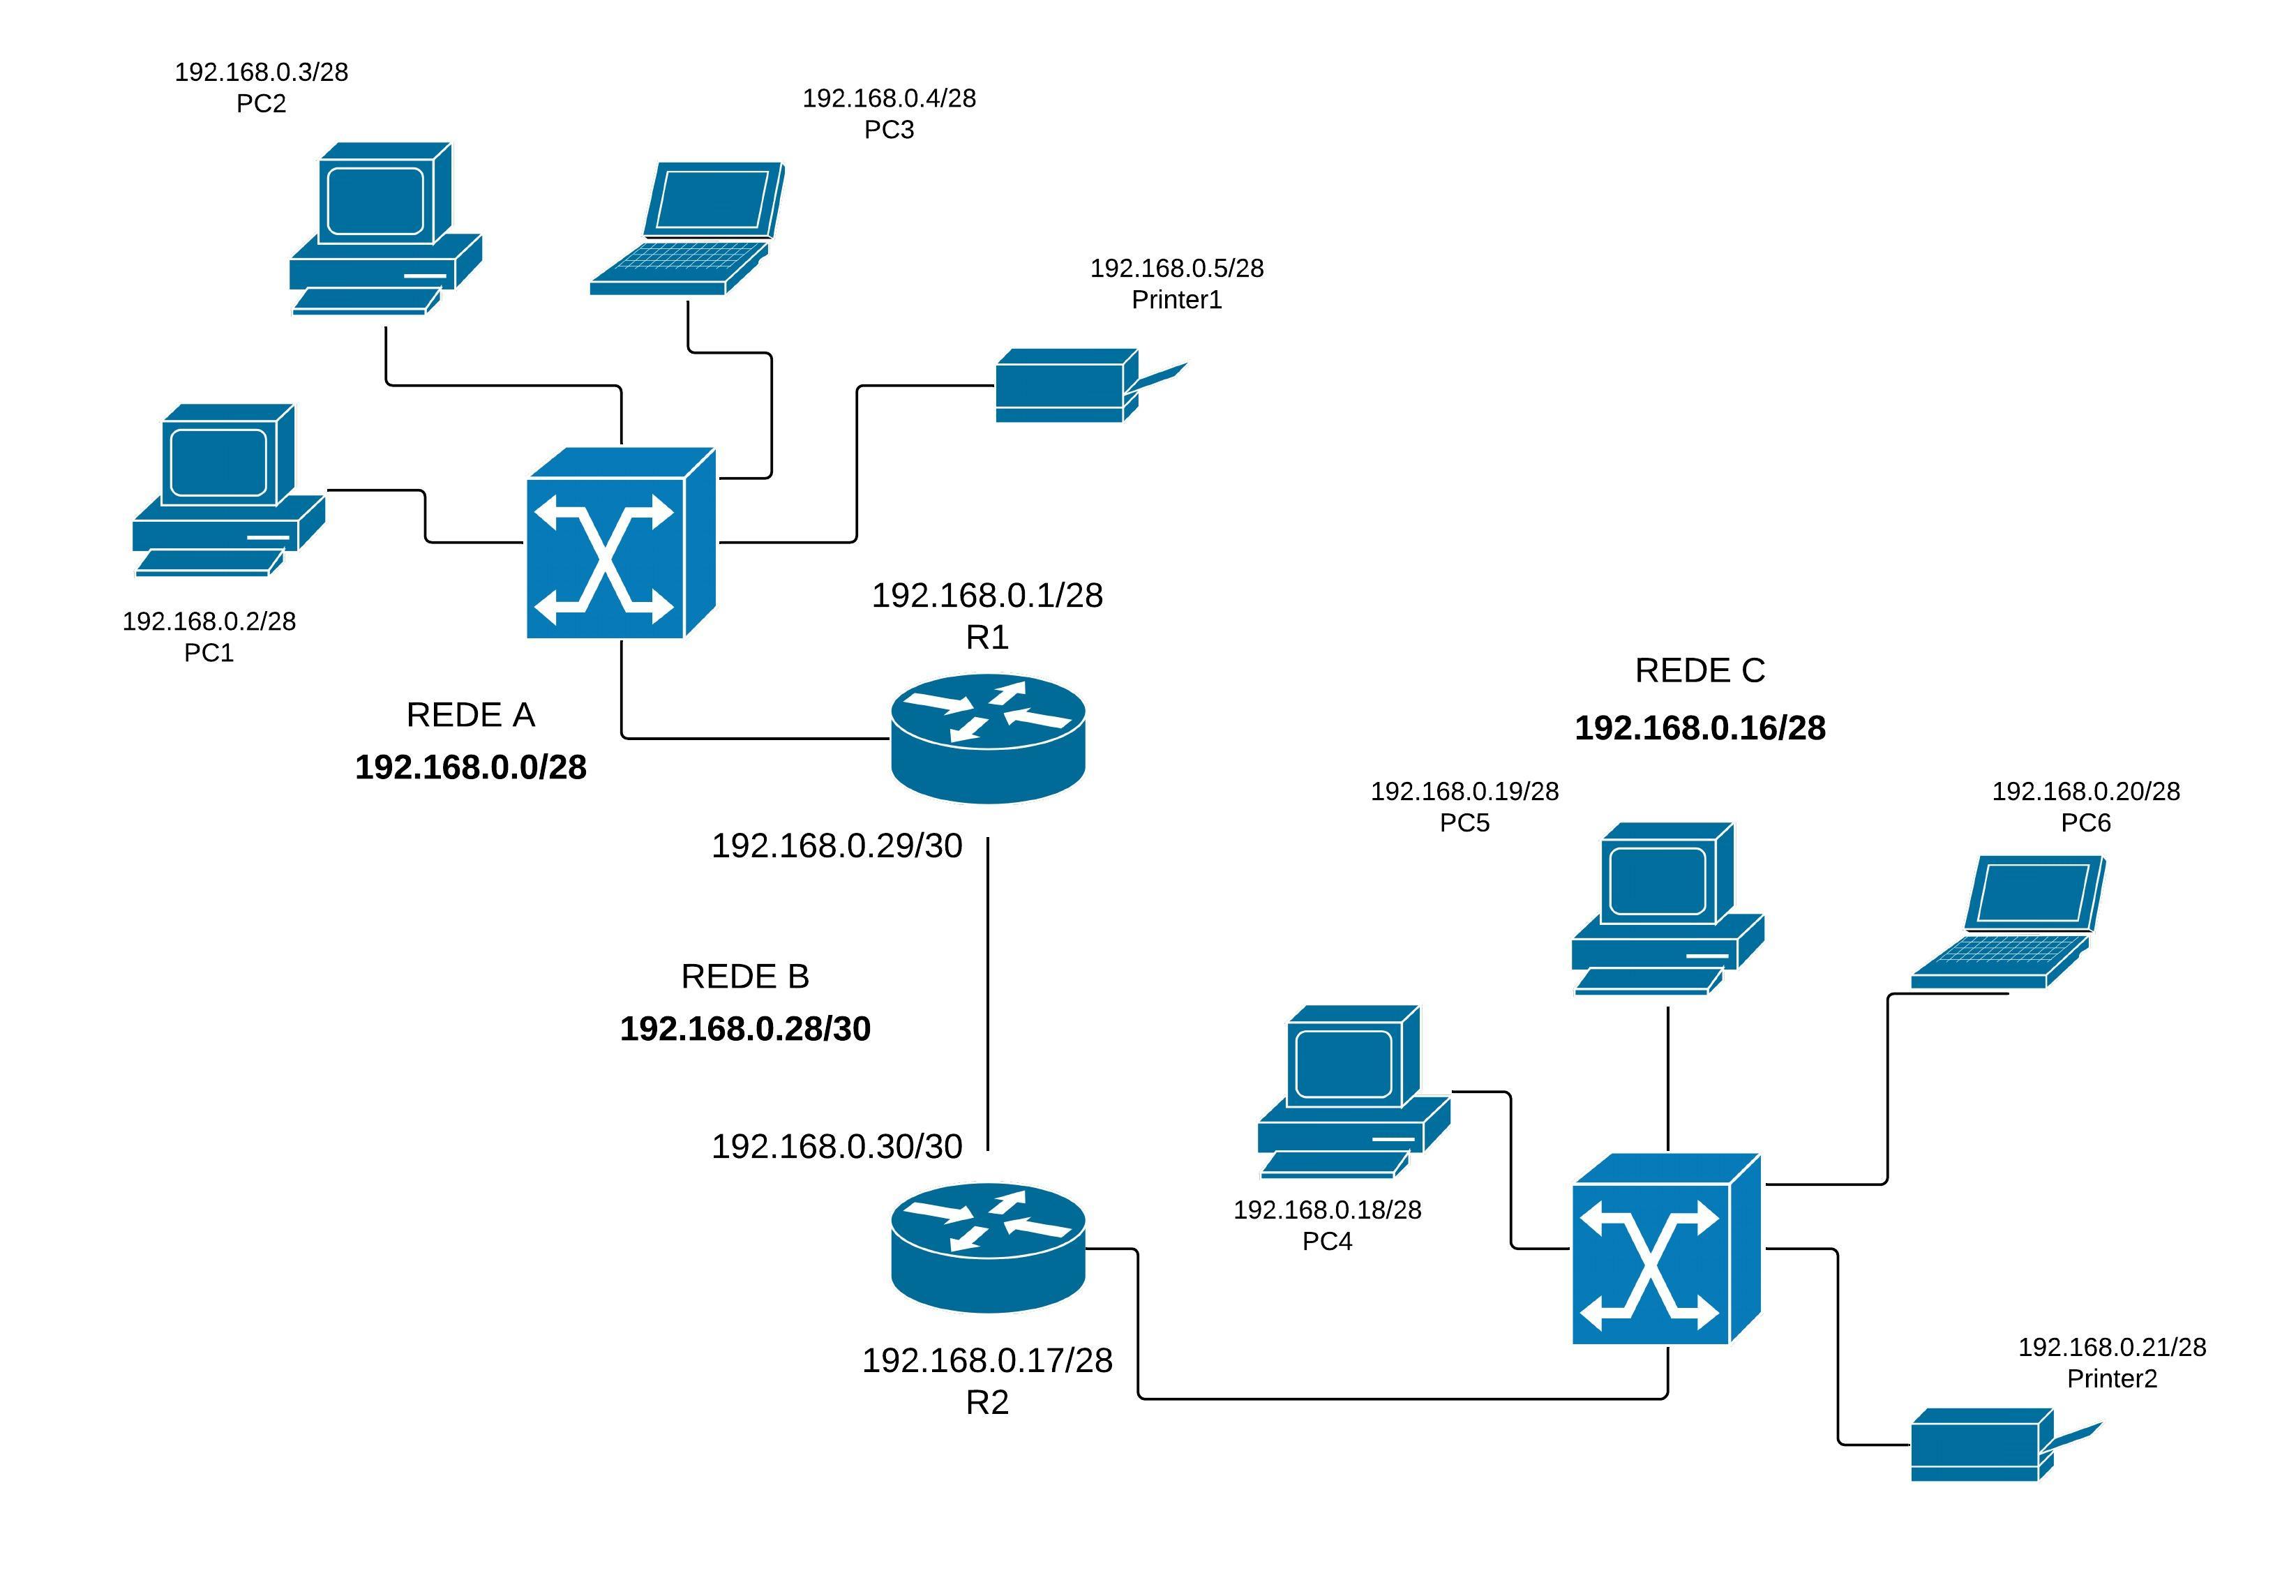 192.168.0.3/28
PC2
192.168.0.4/28
PC3
192.168.0.5/28
Printer1
192.168.0.2/28
PC1
192.168.0.1/28
R1
REDE A
192.168.0.0/28
REDE C
192.168.0.16/28
192.168.0.19/28
PC5
192.168.0.20/28
PC6
192.168.0.29/30
REDE B
192.168.0.28/30
192.168.0.30/30
192.168.0.18/28
PC4
192.168.0.17/28
R2
192.168.0.21/28
Printer2